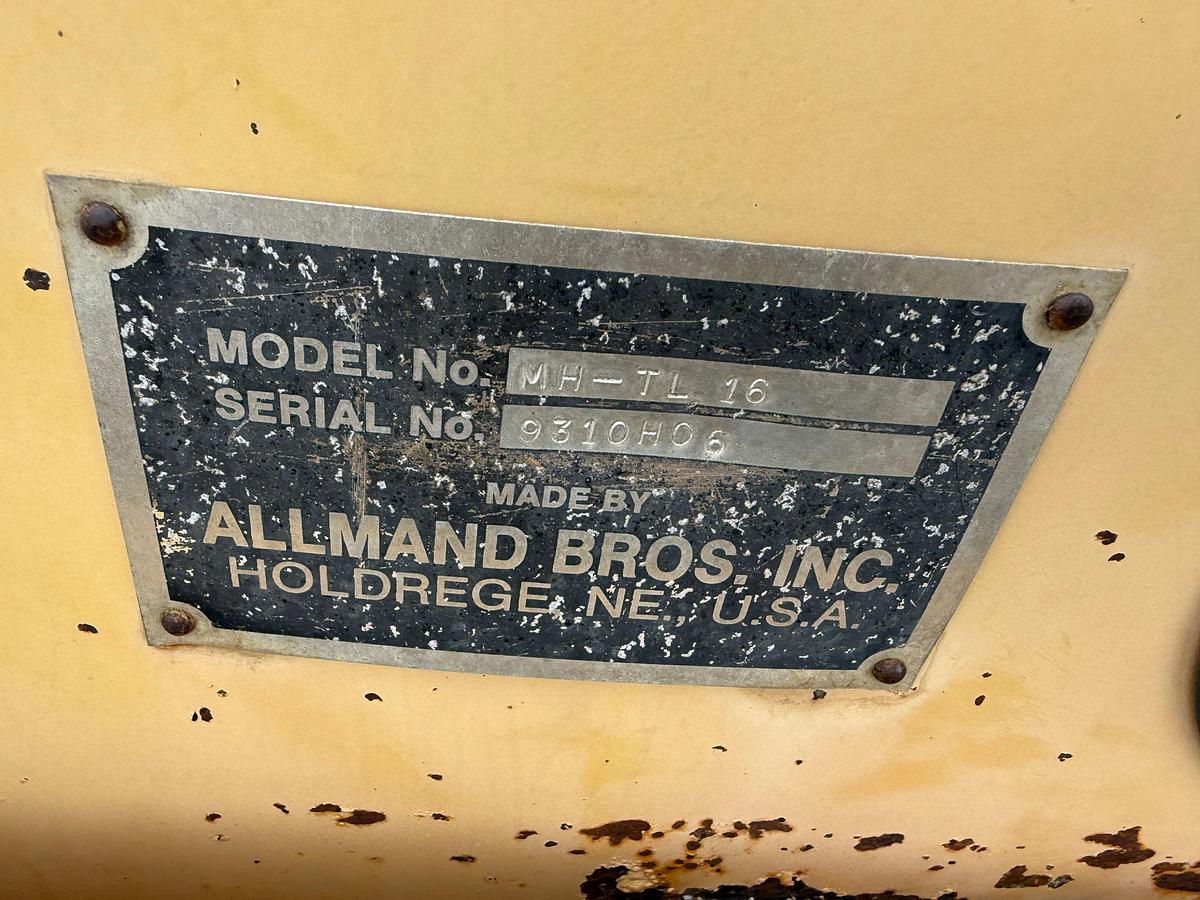 MODEL No. MH-TL 16
SERIAL No. 9310H06
MADE BY
ALLMAND BROS. INC.
HOLDREGE, NE., U.S.A.